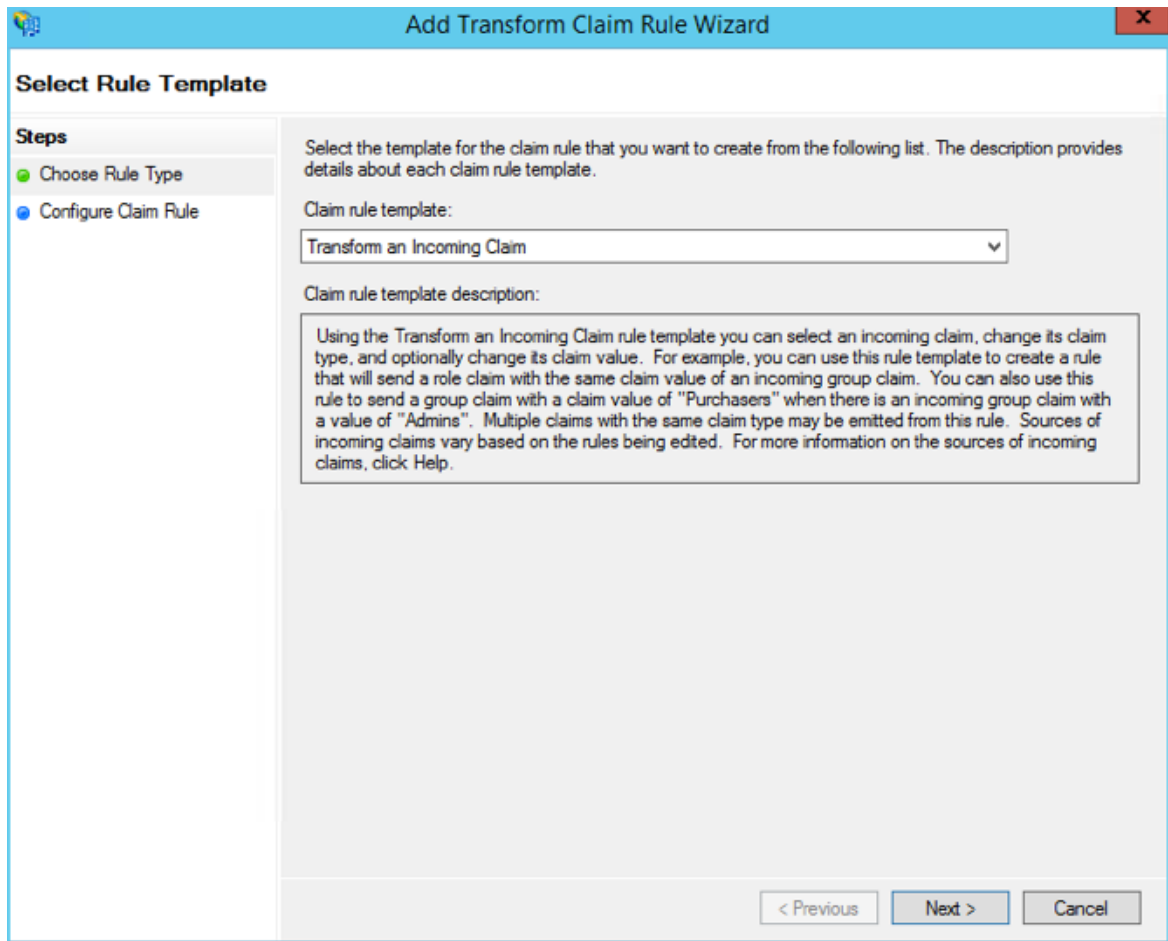 Add Transform Claim Rule Wizard
x
Select Rule Template
Steps
Choose Rule Type
Configure Claim Rule
Select the template for the claim rule that you want to create from the following list. The description provides
details about each claim rule template.
Claim rule template:
Transform an Incoming Claim
Claim rule template description:
Using the Transform an Incoming Claim rule template you can select an incoming claim, change its claim
type, and optionally change its claim value. For example, you can use this rule template to create a rule
that will send a role claim with the same claim value of an incoming group claim. You can also use this
rule to send a group claim with a claim value of "Purchasers" when there is an incoming group claim with
a value of "Admins". Multiple claims with the same claim type may be emitted from this rule. Sources of
incoming claims vary based on the rules being edited. For more information on the sources of incoming
claims, click Help.
< Previous
Next >
Cancel